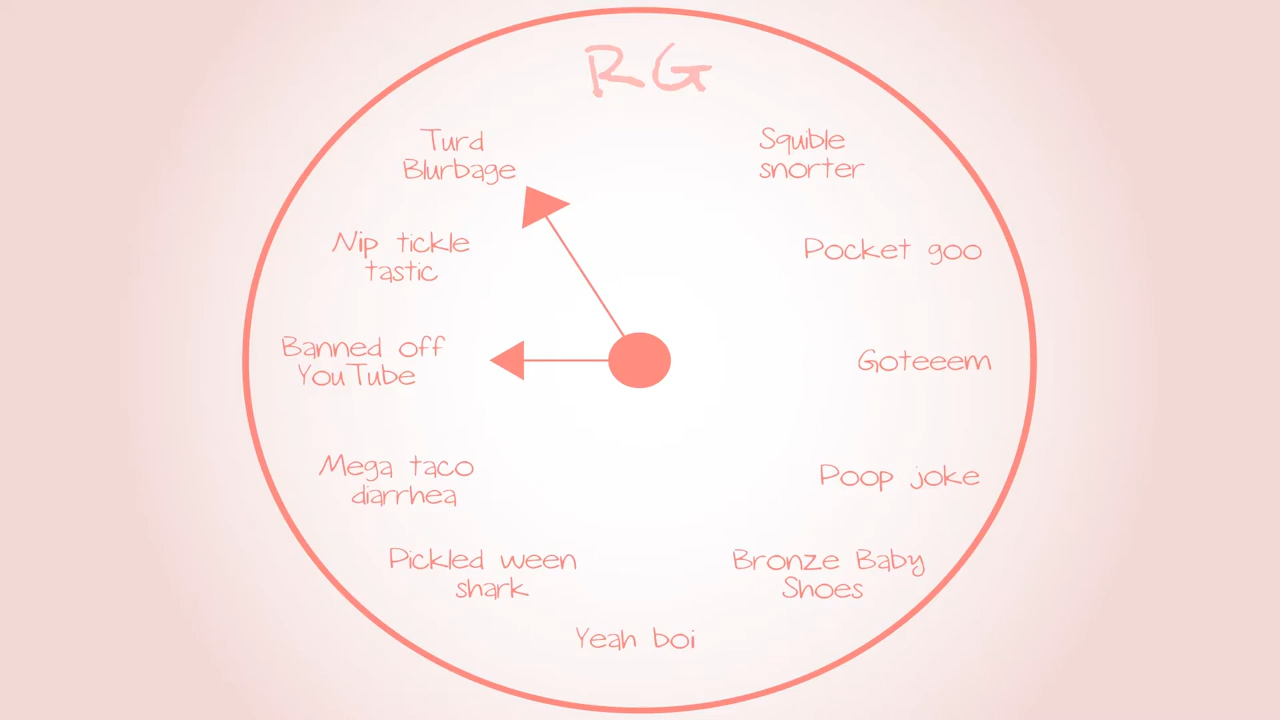 RG
Turd
Blurbage
Squible
snorter
Nip tickle
tastic
Pocket goo
Banned off
YouTube
Goteeem
Mega taco
diarrhea
Poop joke
Pickled ween
shark
Bronze Baby
Shoes
Yeah boi